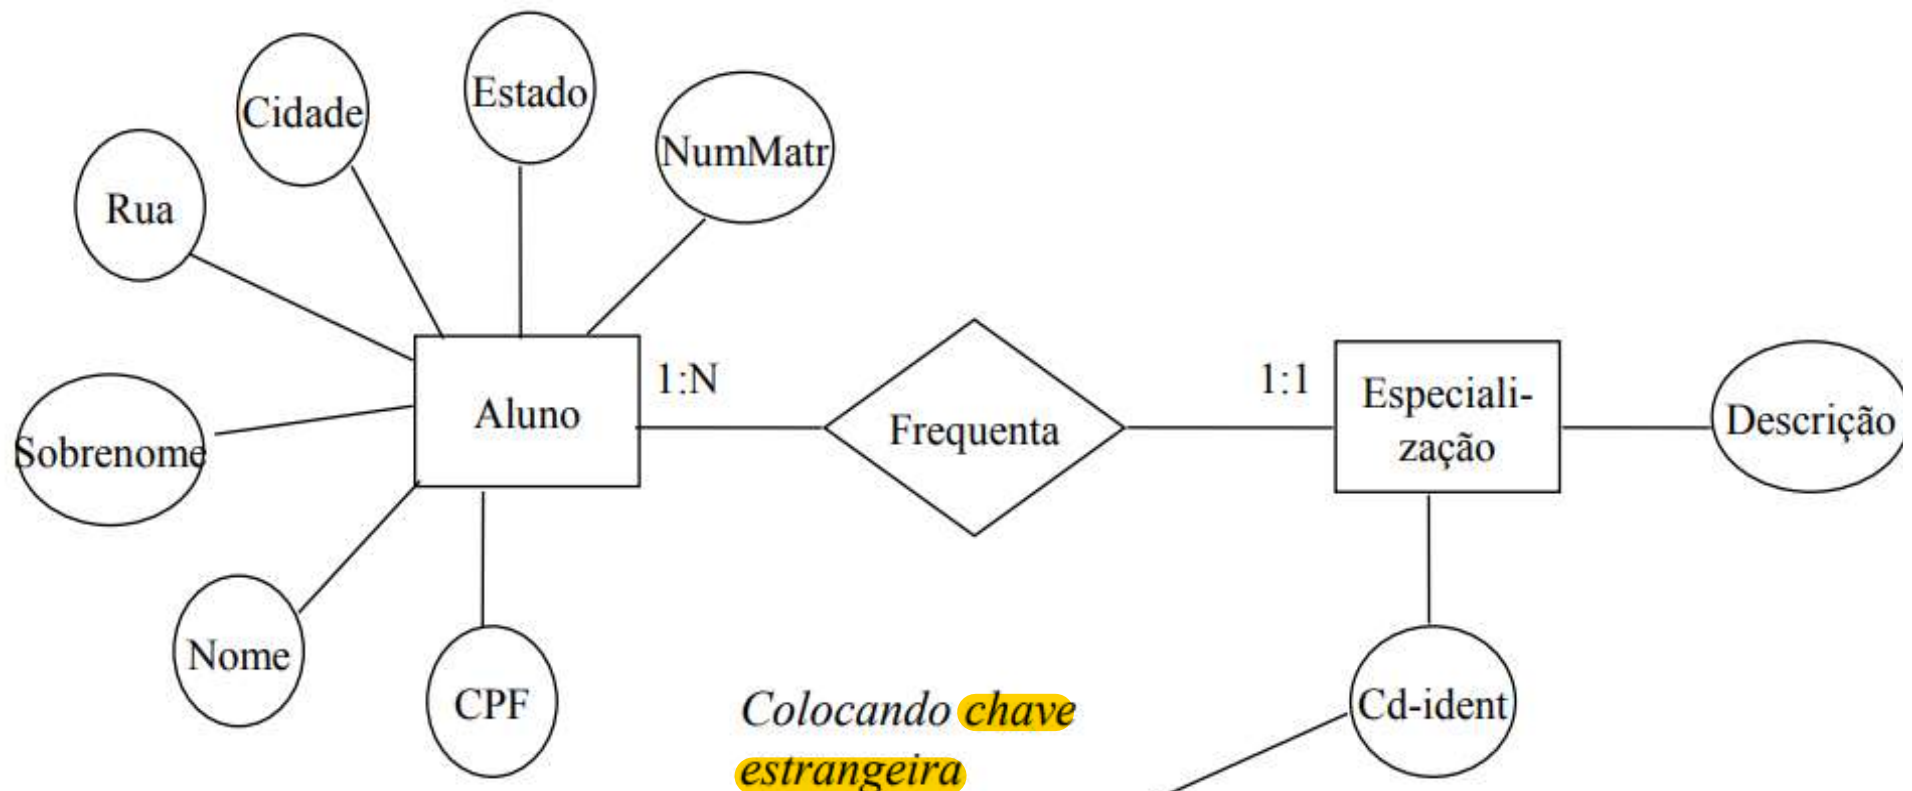 Estado
Cidade
NumMatr
Rua
1:N
1:1
Aluno
Frequenta
Especiali-
zação
Descrição
Sobrenome
Nome
CPF
Cd-ident
Colocando chave
estrangeira